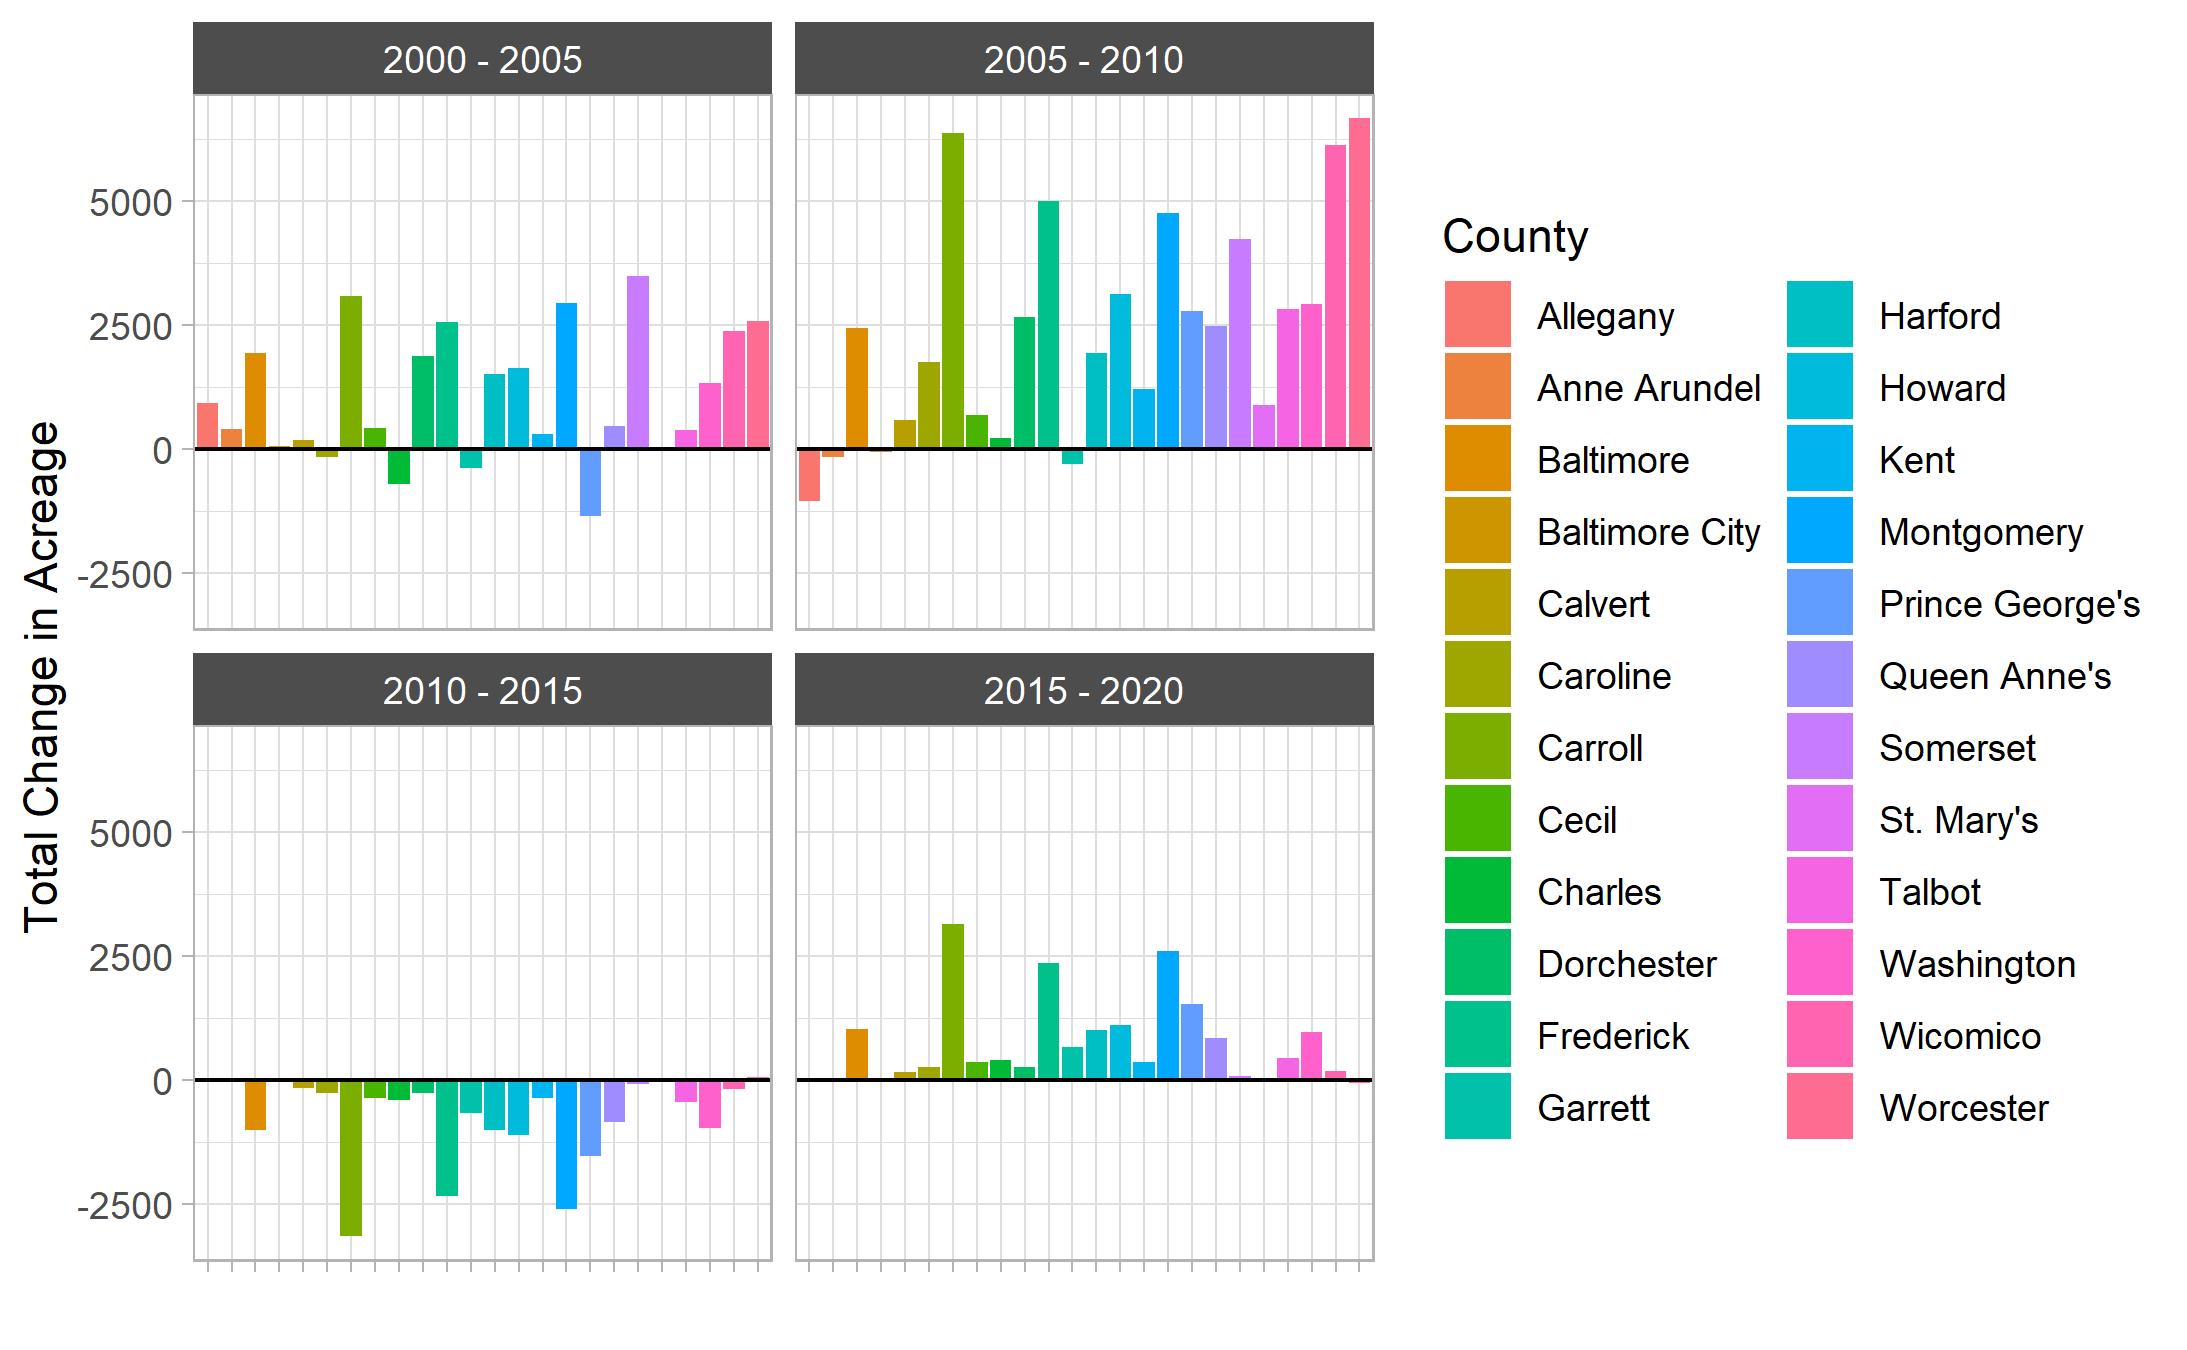 2000 - 2005
2005 - 2010
5000
2500
0
-2500
2010 - 2015
2015 - 2020
5000
2500
0
-2500
Total Change in Acreage
County
Allegany
Anne Arundel
Baltimore
Baltimore City
Calvert
Caroline
Carroll
Cecil
Charles
Dorchester
Frederick
Garrett
Harford
Howard
Kent
Montgomery
Prince George's
Queen Anne's
Somerset
St. Mary's
Talbot
Washington
Wicomico
Worcester